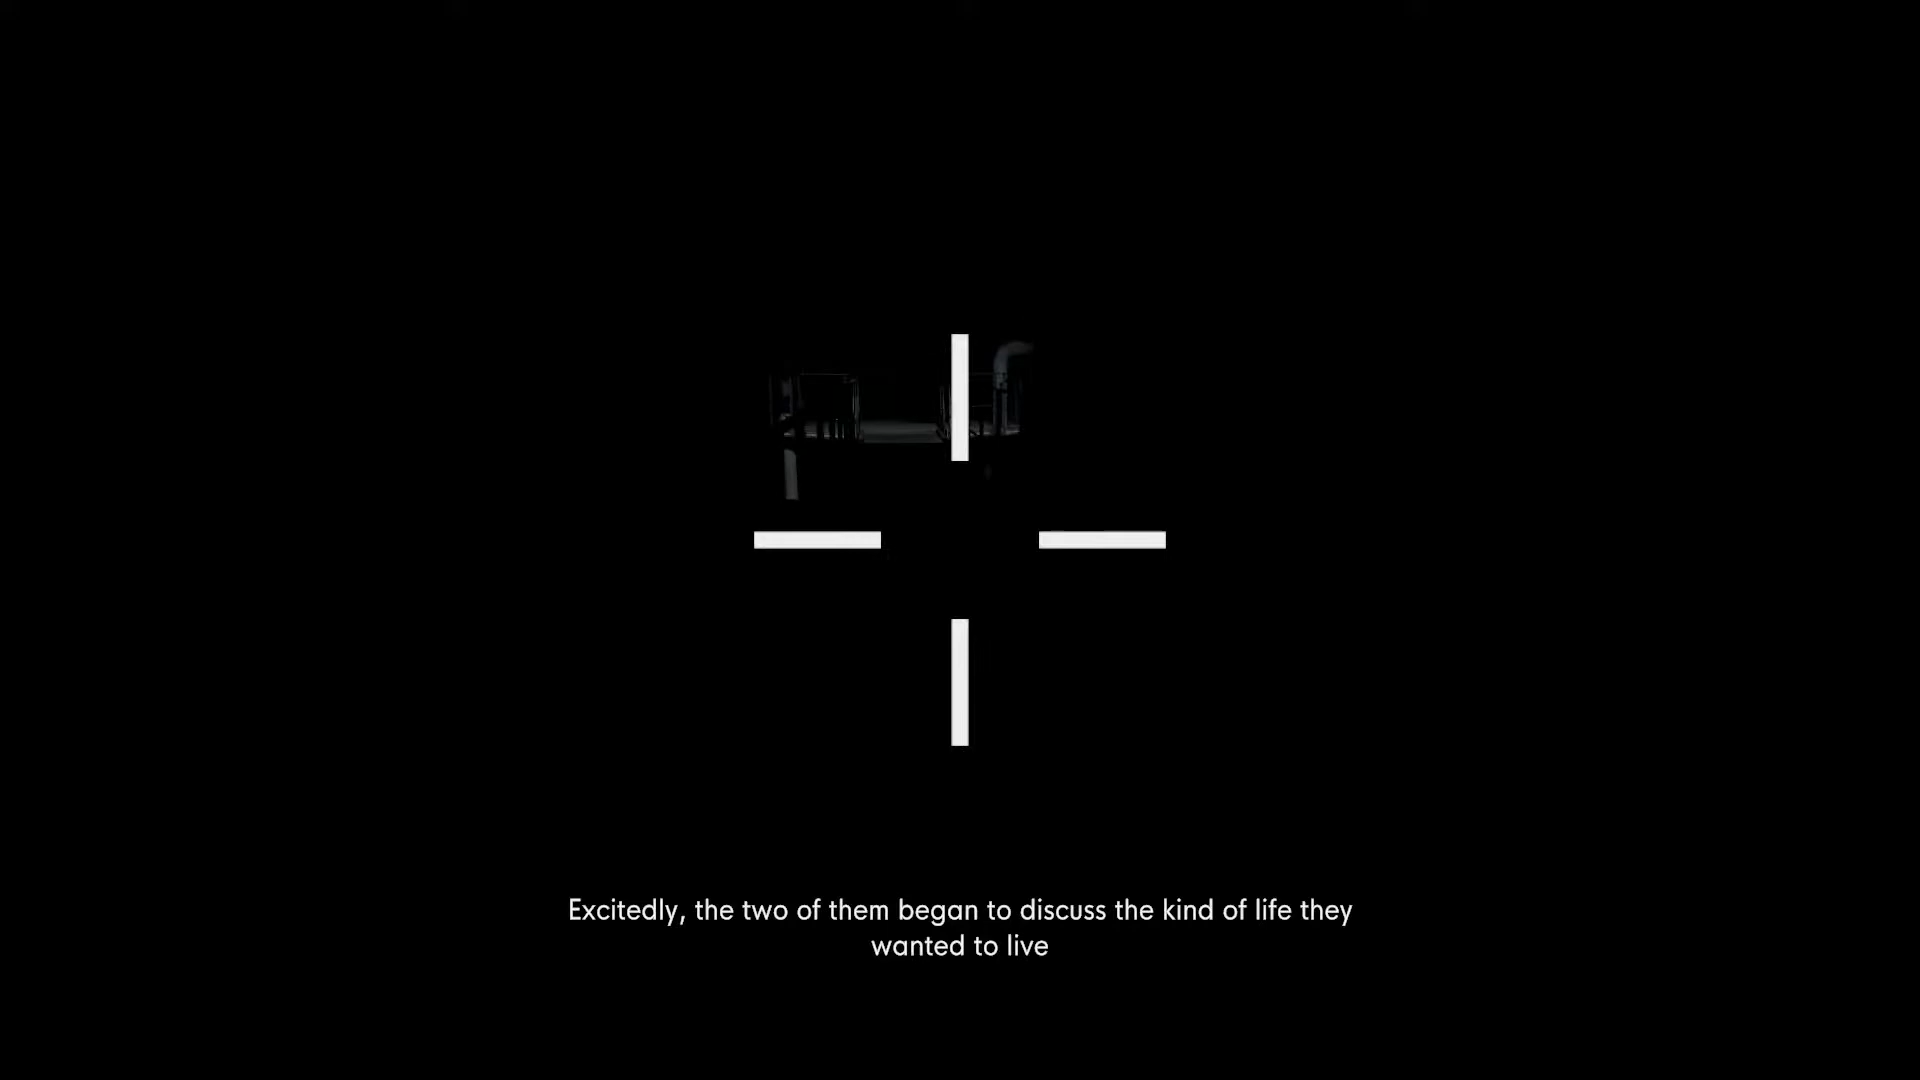 Excitedly, the two of them began to discuss the kind of life they
wanted to live